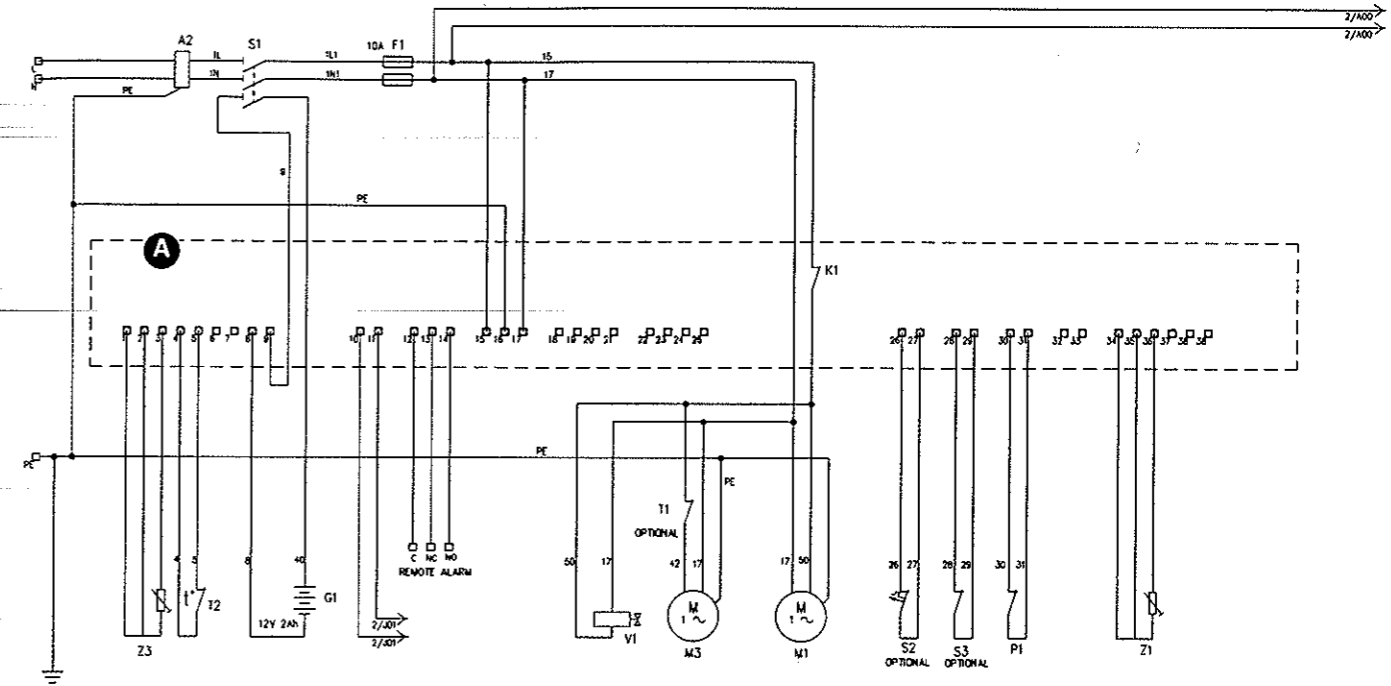 2/A00
2/A00
A2
1L
S1
1L1
10A F1
15
L
N
1N
1N1
17
PE
9
PE
A
K1
1 2 3 4 5 6 7 8 9 10 11 12 13 14 15 16 17 18 19 20 21 22 23 24 25 26 27 28 29 30 31 32 33 34 35 36 37 38
PE
PE
PE
T1
OPTIONAL
C NC NO
REMOTE ALARM
4 5 8 40 50 17 42 17 17 50 26 27 28 29 30 31
t°
T2
G1
12V 2Ah
2/J01
2/J01
V1
M
1 ~
M
1 ~
Z3
M3
M1
S2
OPTIONAL
S3
OPTIONAL
P1
Z1